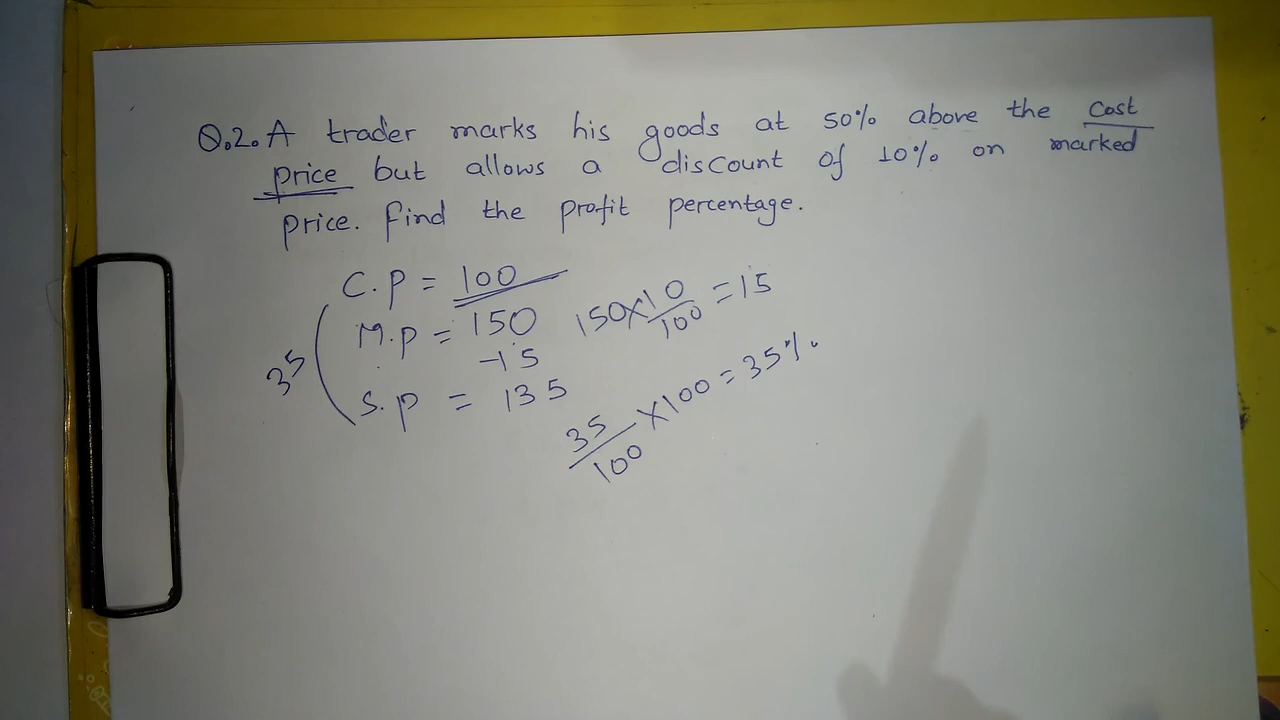 Q.2. A trader marks his goods at 50% above the cost
price but allows a discount of 10% on marked
price. find the profit percentage.
C.P = 100
M.P = 150
-15
S.P = 135
35
150×10/100 = 15
35/100 ×100 = 35%